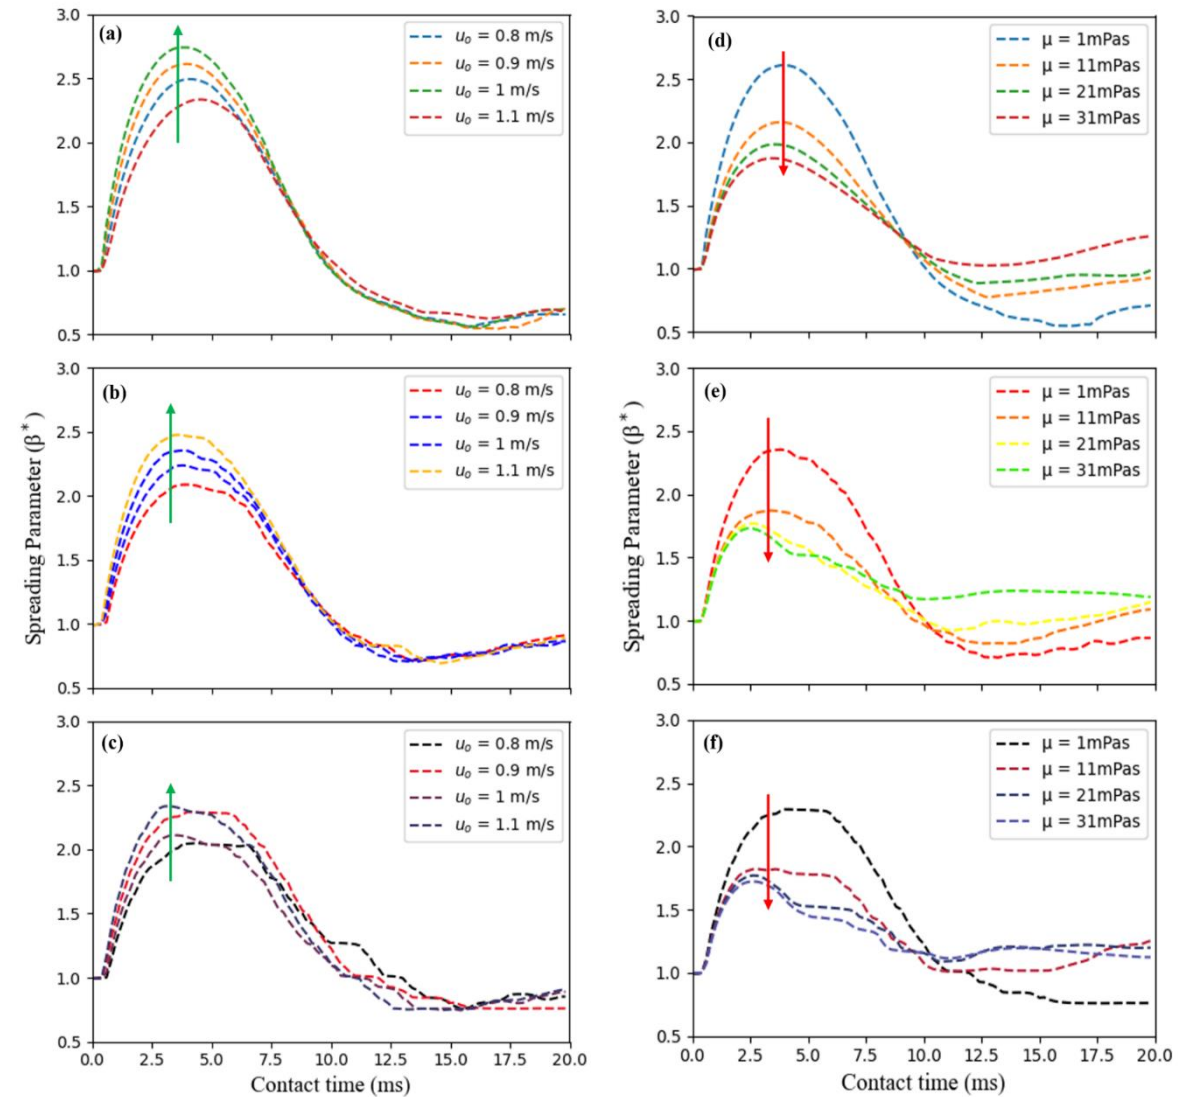 (a)
3.0
2.5
2.0
1.5
1.0
0.5
u₀ = 0.8 m/s
u₀ = 0.9 m/s
u₀ = 1 m/s
u₀ = 1.1 m/s
(d)
3.0
2.5
2.0
1.5
1.0
0.5
μ = 1mPas
μ = 11mPas
μ = 21mPas
μ = 31mPas
Spreading Parameter (β*)
(b)
3.0
2.5
2.0
1.5
1.0
0.5
u₀ = 0.8 m/s
u₀ = 0.9 m/s
u₀ = 1 m/s
u₀ = 1.1 m/s
Spreading Parameter (β*)
(e)
3.0
2.5
2.0
1.5
1.0
0.5
μ = 1mPas
μ = 11mPas
μ = 21mPas
μ = 31mPas
(c)
3.0
2.5
2.0
1.5
1.0
0.5
u₀ = 0.8 m/s
u₀ = 0.9 m/s
u₀ = 1 m/s
u₀ = 1.1 m/s
0.0 2.5 5.0 7.5 10.0 12.5 15.0 17.5 20.0
Contact time (ms)
(f)
3.0
2.5
2.0
1.5
1.0
0.5
μ = 1mPas
μ = 11mPas
μ = 21mPas
μ = 31mPas
0.0 2.5 5.0 7.5 10.0 12.5 15.0 17.5 20.0
Contact time (ms)